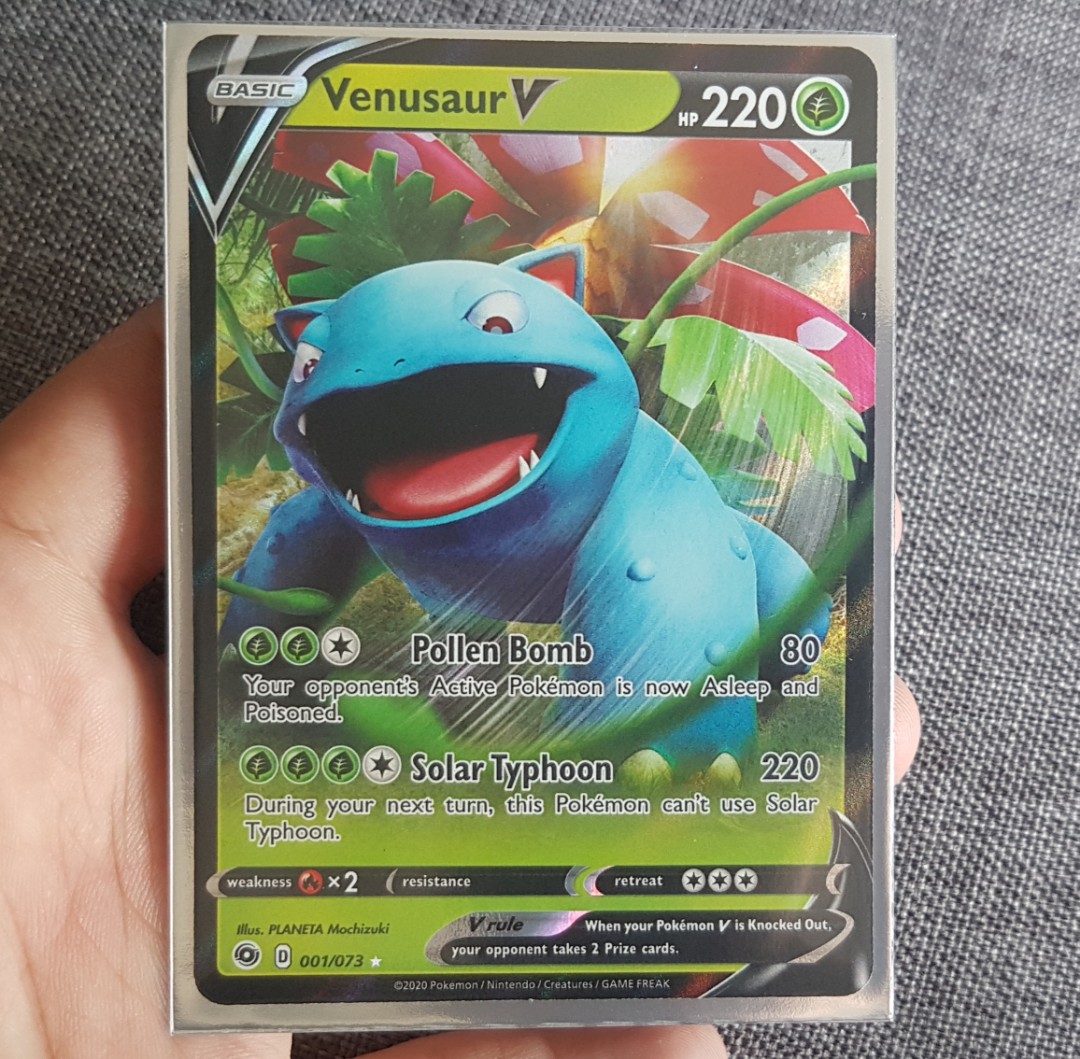 BASIC Venusaur V HP 220
Pollen Bomb 80
Your opponent's Active Pokémon is now Asleep and
Poisoned.
Solar Typhoon 220
During your next turn, this Pokémon can't use Solar
Typhoon.
weakness ×2 resistance retreat
Illus. PLANETA Mochizuki
V rule When your Pokémon V is Knocked Out,
your opponent takes 2 Prize cards.
D 001/073
©2020 Pokémon / Nintendo / Creatures / GAME FREAK